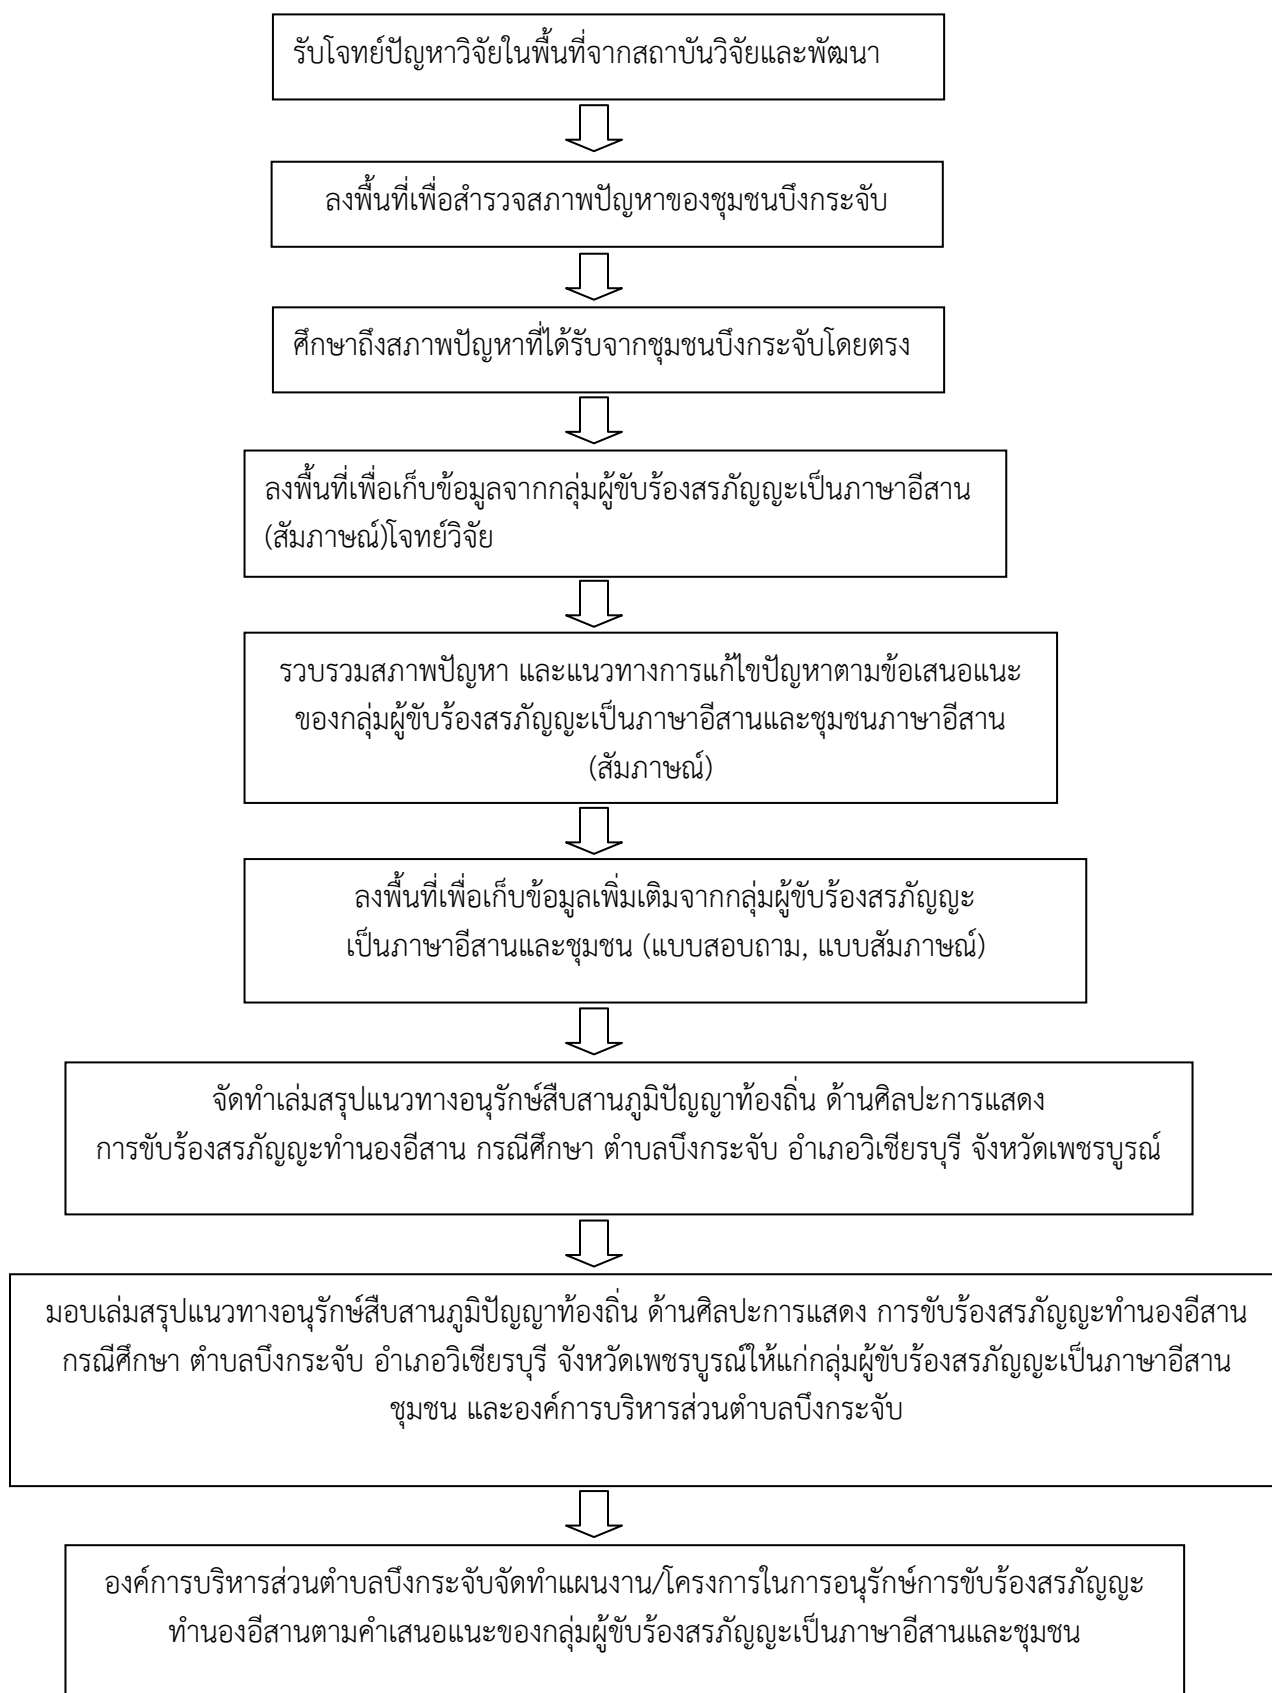 รับโจทย์ปัญหาวิจัยในพื้นที่จากสถาบันวิจัยและพัฒนา
ลงพื้นที่เพื่อสำรวจสภาพปัญหาของชุมชนบึงกระจับ
ศึกษาถึงสภาพปัญหาที่ได้รับจากชุมชนบึงกระจับโดยตรง
ลงพื้นที่เพื่อเก็บข้อมูลจากกลุ่มผู้ขับร้องสรภัญญะเป็นภาษาอีสาน
(สัมภาษณ์)โจทย์วิจัย
รวบรวมสภาพปัญหา และแนวทางการแก้ไขปัญหาตามข้อเสนอแนะ
ของกลุ่มผู้ขับร้องสรภัญญะเป็นภาษาอีสานและชุมชนภาษาอีสาน
(สัมภาษณ์)
ลงพื้นที่เพื่อเก็บข้อมูลเพิ่มเติมจากกลุ่มผู้ขับร้องสรภัญญะ
เป็นภาษาอีสานและชุมชน (แบบสอบถาม, แบบสัมภาษณ์)
จัดทำเล่มสรุปแนวทางอนุรักษ์สืบสานภูมิปัญญาท้องถิ่น ด้านศิลปะการแสดง
การขับร้องสรภัญญะทำนองอีสาน กรณีศึกษา ตำบลบึงกระจับ อำเภอวิเชียรบุรี จังหวัดเพชรบูรณ์
มอบเล่มสรุปแนวทางอนุรักษ์สืบสานภูมิปัญญาท้องถิ่น ด้านศิลปะการแสดง การขับร้องสรภัญญะทำนองอีสาน
กรณีศึกษา ตำบลบึงกระจับ อำเภอวิเชียรบุรี จังหวัดเพชรบูรณ์ให้แก่กลุ่มผู้ขับร้องสรภัญญะเป็นภาษาอีสาน
ชุมชน และองค์การบริหารส่วนตำบลบึงกระจับ
องค์การบริหารส่วนตำบลบึงกระจับจัดทำแผนงาน/โครงการในการอนุรักษ์การขับร้องสรภัญญะ
ทำนองอีสานตามคำเสนอแนะของกลุ่มผู้ขับร้องสรภัญญะเป็นภาษาอีสานและชุมชน